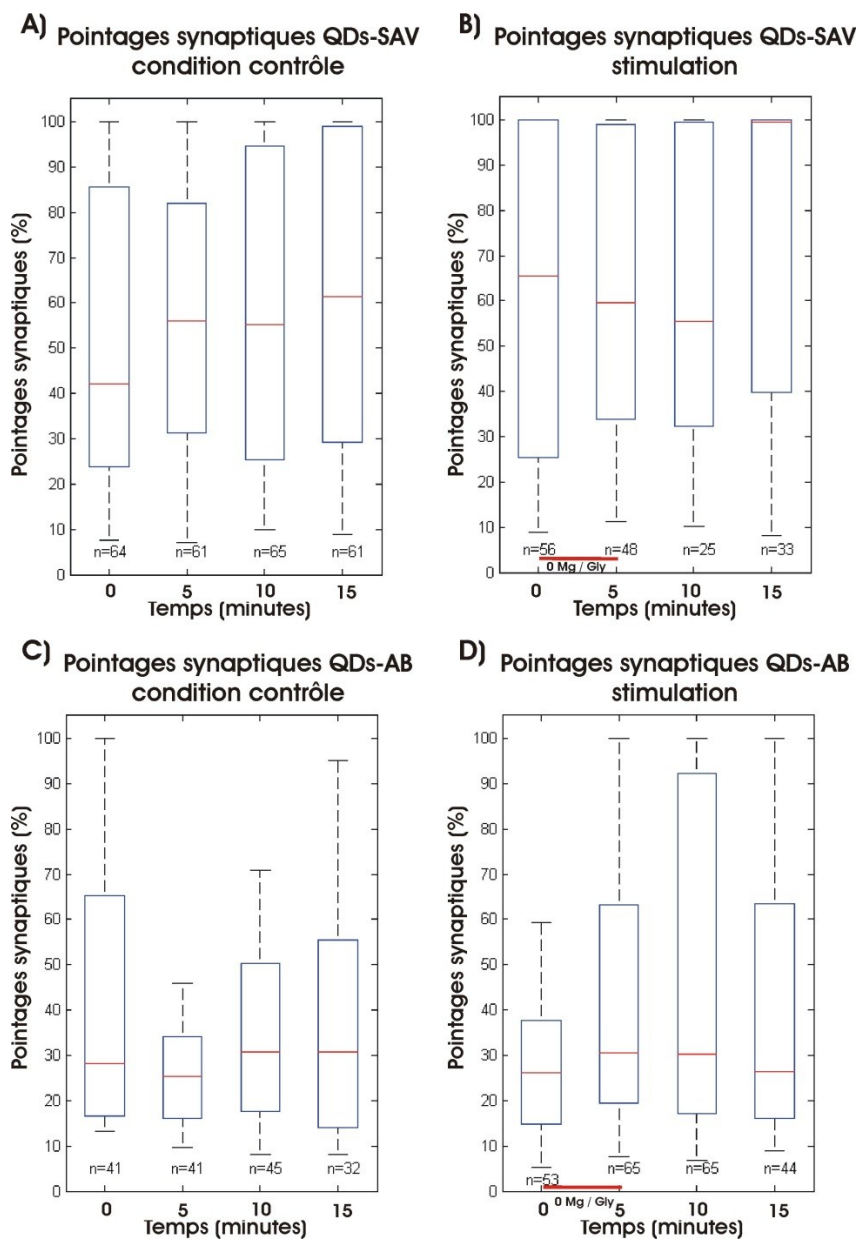 A) Pointages synaptiques QDs-SAV
condition contrôle
Pointages synaptiques (%)
100
90
80
70
60
50
40
30
20
10
0
n=64 n=61 n=65 n=61
0 5 10 15
Temps (minutes)
B) Pointages synaptiques QDs-SAV
stimulation
Pointages synaptiques (%)
100
90
80
70
60
50
40
30
20
10
0
n=56 n=48 n=25 n=33
0 Mg / Gly
0 5 10 15
Temps (minutes)
C) Pointages synaptiques QDs-AB
condition contrôle
Pointages synaptiques (%)
100
90
80
70
60
50
40
30
20
10
0
n=41 n=41 n=45 n=32
0 5 10 15
Temps (minutes)
D) Pointages synaptiques QDs-AB
stimulation
Pointages synaptiques (%)
100
90
80
70
60
50
40
30
20
10
0
n=53 n=65 n=65 n=44
0 Mg / Gly
0 5 10 15
Temps (minutes)